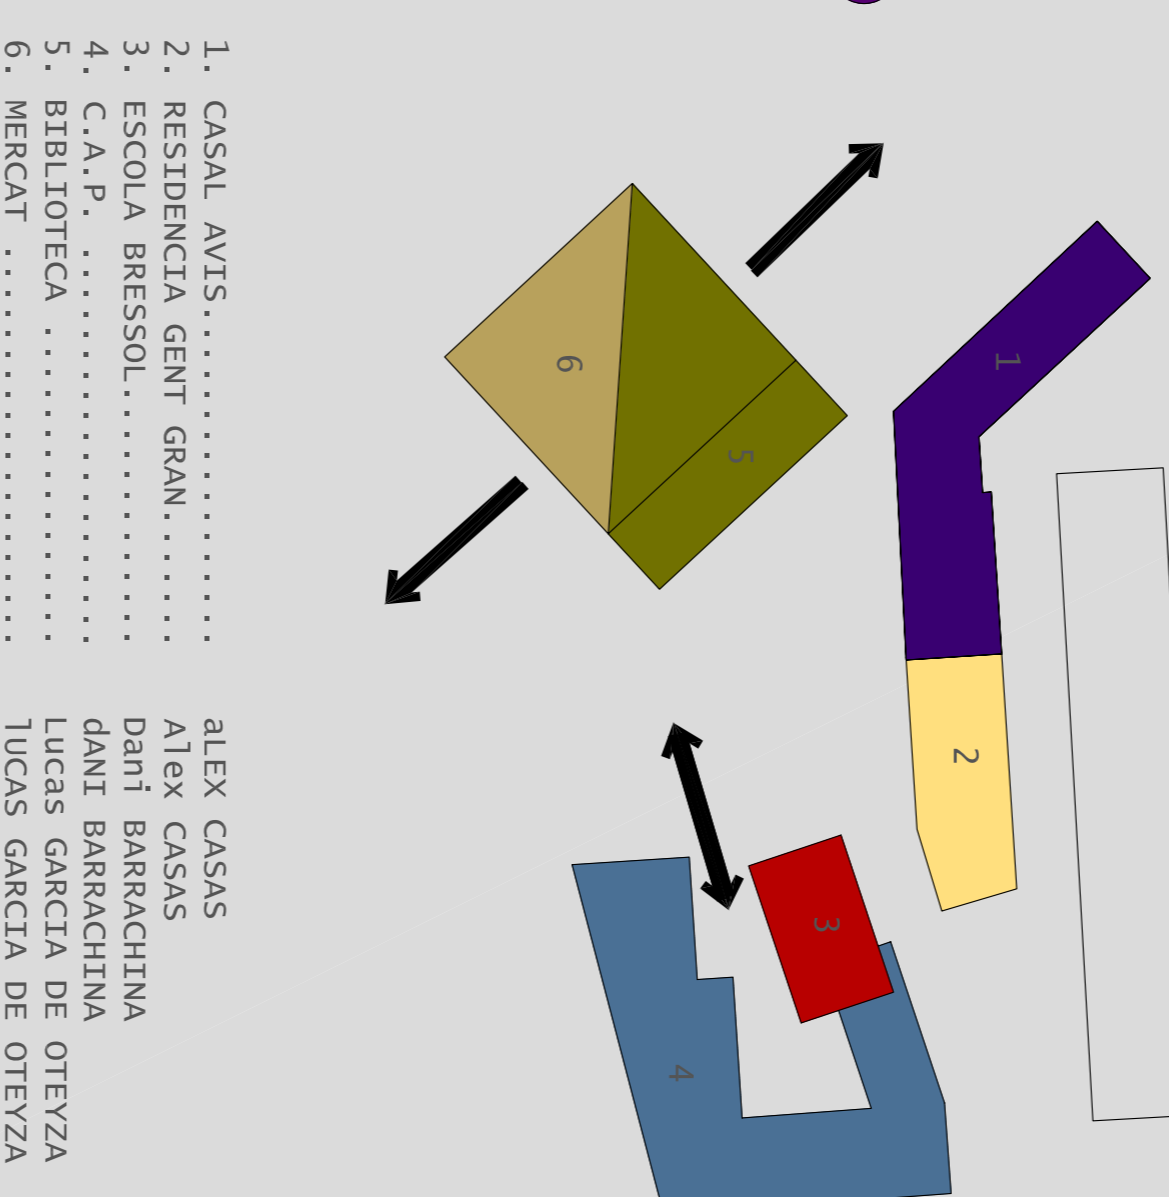 1. CASAL AVIS................. aLEX CASAS
2. RESIDENCIA GENT GRAN....... Alex CASAS
3. ESCOLA BRESSOL............. Dani BARRACHINA
4. C.A.P. .................... dANI BARRACHINA
5. BIBLIOTECA ................ Lucas GARCIA DE OTEYZA
6. MERCAT .................... lUCAS GARCIA DE OTEYZA
1
6
5
2
3
4